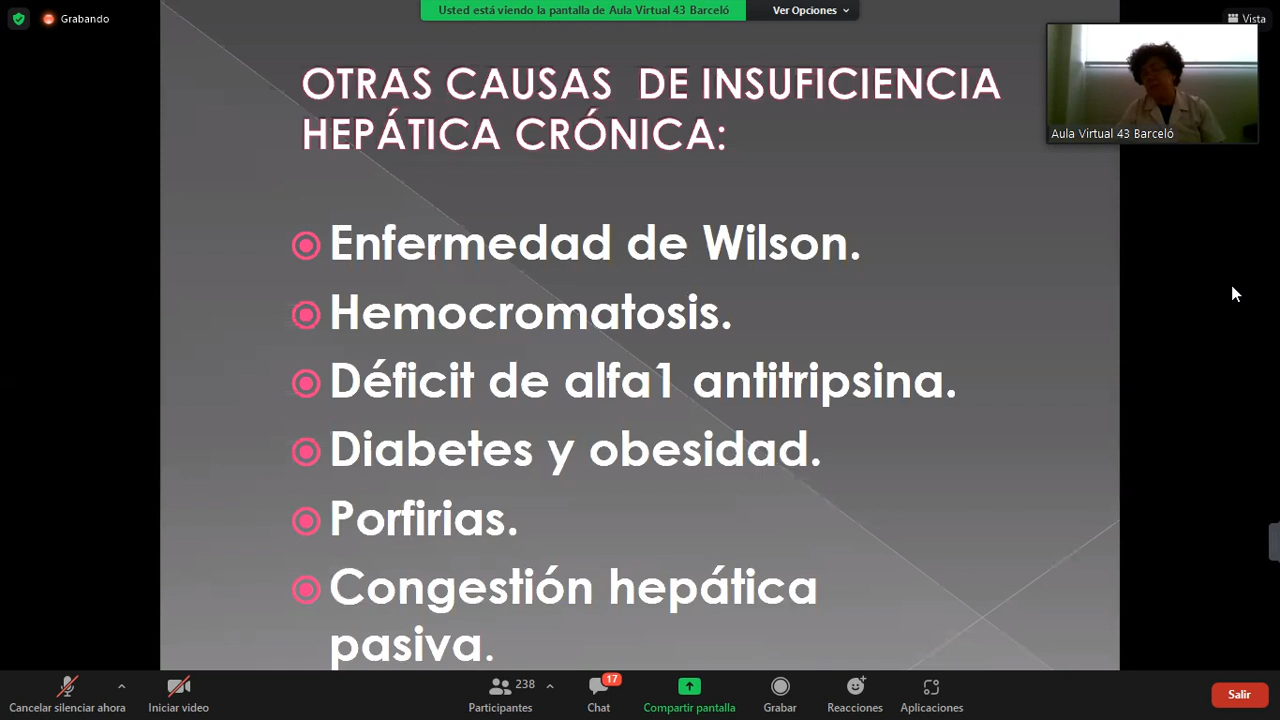 Grabando
Usted está viendo la pantalla de Aula Virtual 43 Barceló
Ver Opciones
Vista
OTRAS CAUSAS DE INSUFICIENCIA
HEPÁTICA CRÓNICA:
Aula Virtual 43 Barceló
Enfermedad de Wilson.
Hemocromatosis.
Déficit de alfa1 antitripsina.
Diabetes y obesidad.
Porfirias.
Congestión hepática
pasiva.
Cancelar silenciar ahora
Iniciar video
238
Participantes
17
Chat
Compartir pantalla
Grabar
Reacciones
Aplicaciones
Salir